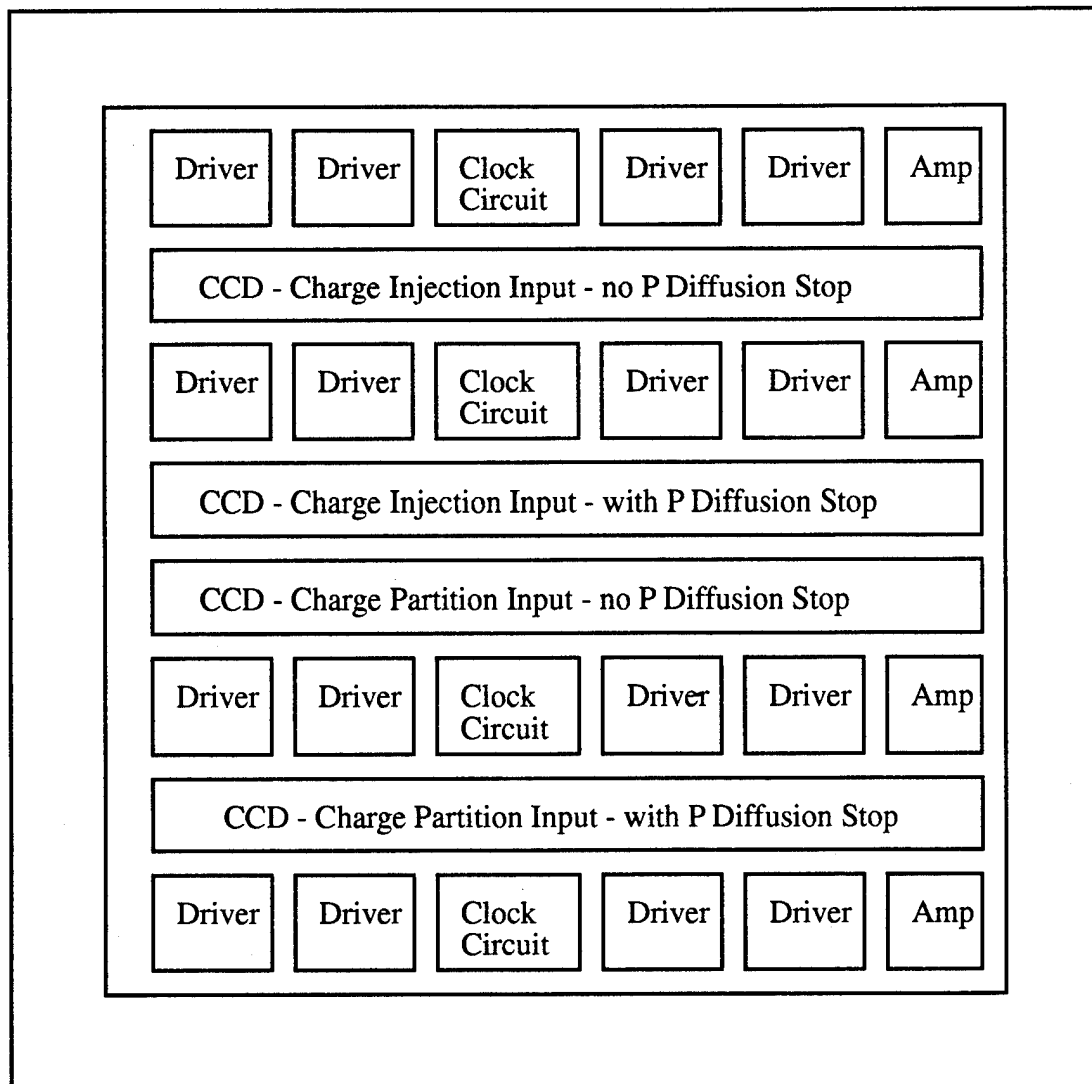 Driver Driver Clock Driver Driver Amp
Circuit
CCD - Charge Injection Input - no P Diffusion Stop
Driver Driver Clock Driver Driver Amp
Circuit
CCD - Charge Injection Input - with P Diffusion Stop
CCD - Charge Partition Input - no P Diffusion Stop
Driver Driver Clock Driver Driver Amp
Circuit
CCD - Charge Partition Input - with P Diffusion Stop
Driver Driver Clock Driver Driver Amp
Circuit